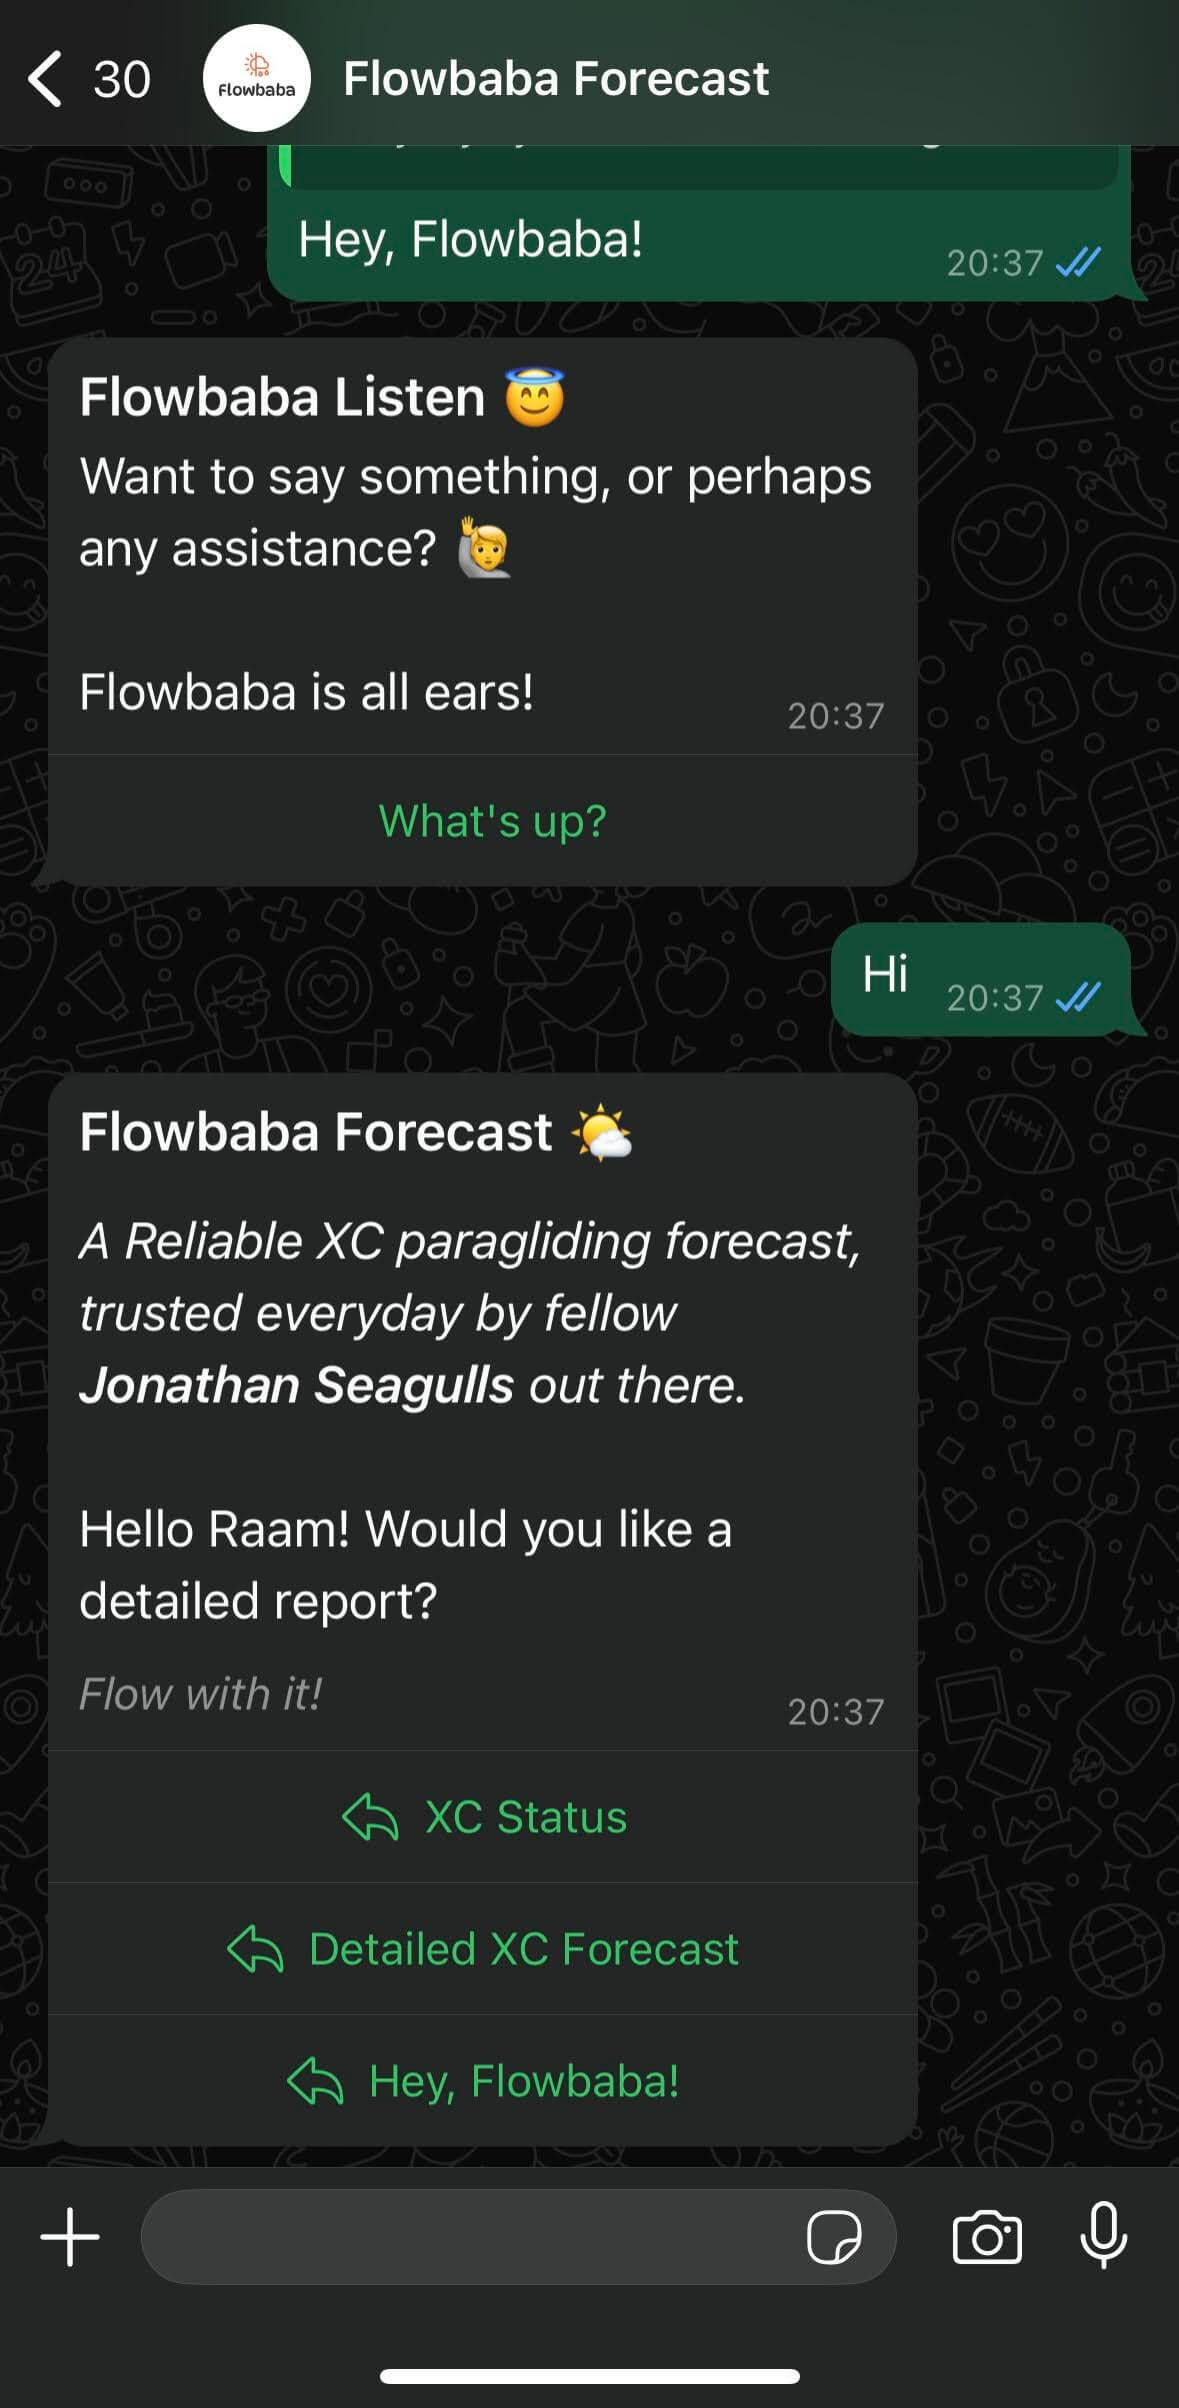 30
Flowbaba
Flowbaba Forecast
Hey, Flowbaba!
20:37
Flowbaba Listen 😇
Want to say something, or perhaps
any assistance? 🙋
Flowbaba is all ears!
20:37
What's up?
Hi
20:37
Flowbaba Forecast 🌤️
A Reliable XC paragliding forecast,
trusted everyday by fellow
Jonathan Seagulls out there.
Hello Raam! Would you like a
detailed report?
Flow with it!
20:37
XC Status
Detailed XC Forecast
Hey, Flowbaba!